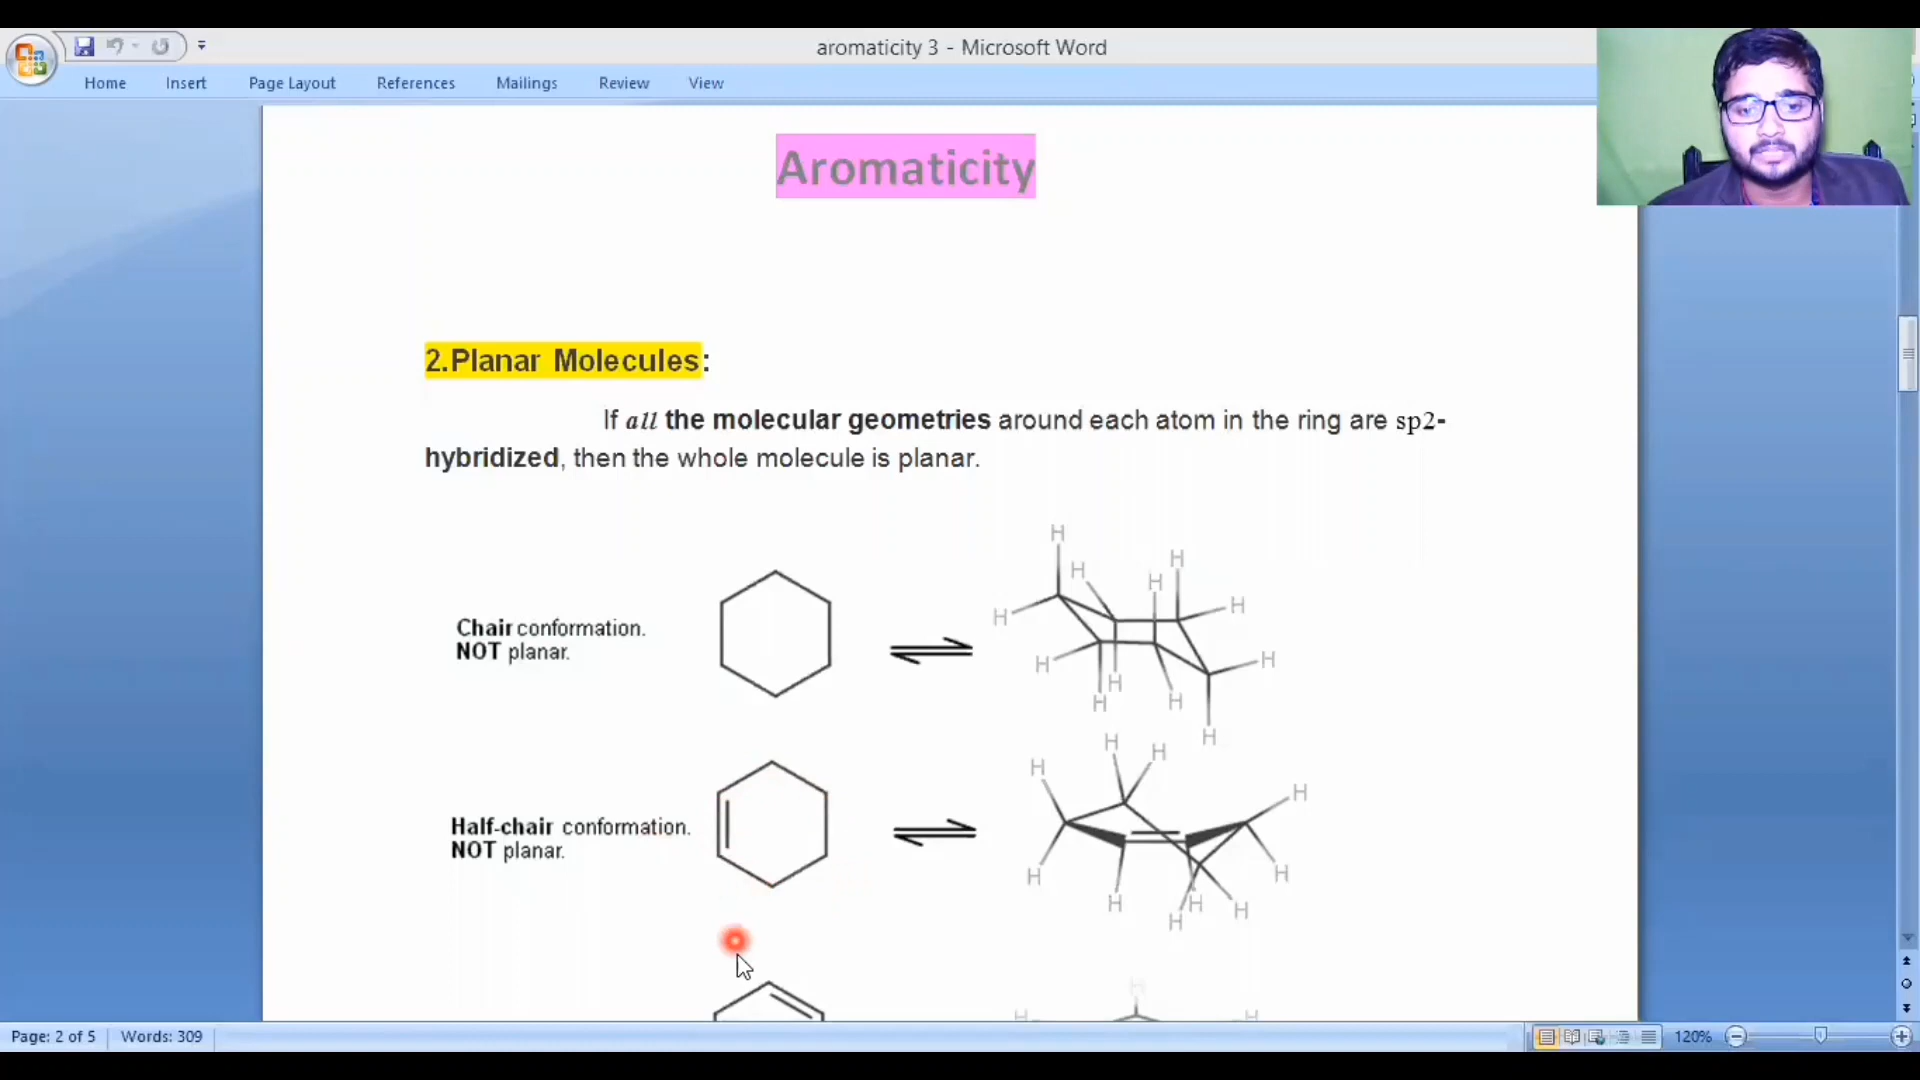 aromaticity 3 - Microsoft Word
Home Insert Page Layout References Mailings Review View
Aromaticity
2.Planar Molecules:
If all the molecular geometries around each atom in the ring are sp2-
hybridized, then the whole molecule is planar.
H
H
H
H
H
H
H
H
H
H
H
H
Chair conformation.
NOT planar.
H
H
H
H
H
H
H
H
H
H
Half-chair conformation.
NOT planar.
H
H
H
Page: 2 of 5 Words: 309
120%